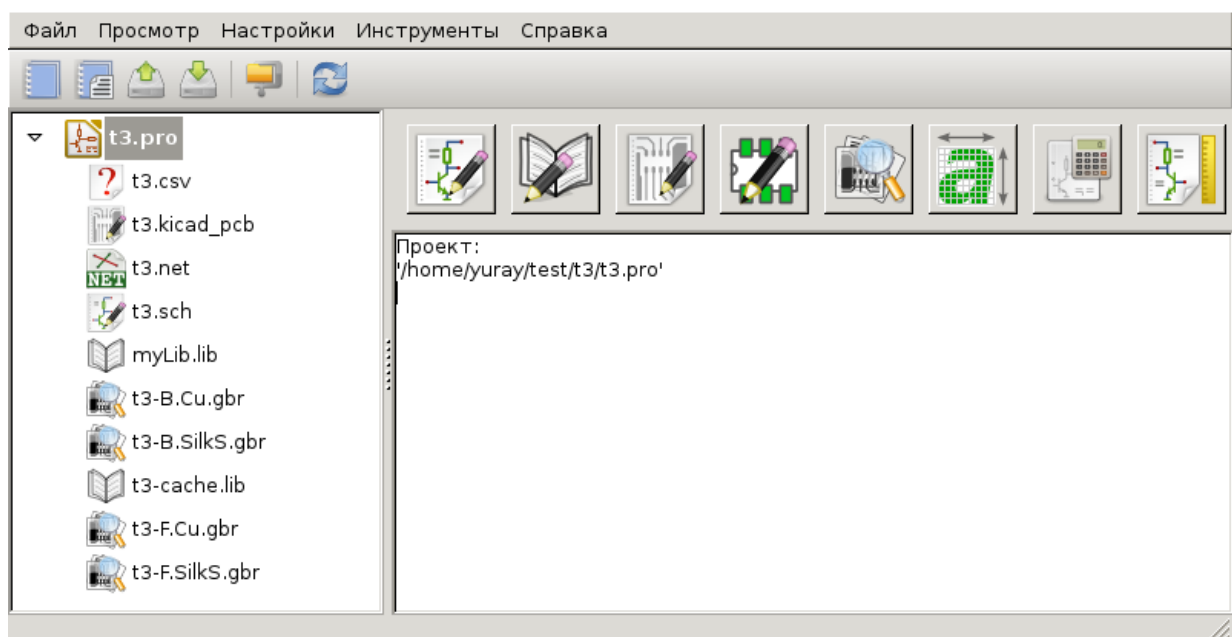 Файл Просмотр Настройки Инструменты Справка
t3.pro
t3.csv
t3.kicad_pcb
NET t3.net
t3.sch
myLib.lib
t3-B.Cu.gbr
t3-B.SilkS.gbr
t3-cache.lib
t3-F.Cu.gbr
t3-F.SilkS.gbr
Проект:
'/home/yuray/test/t3/t3.pro'